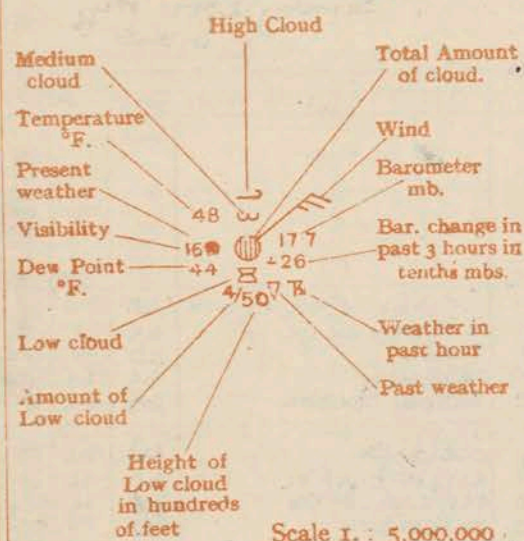 High Cloud
Medium
cloud
Total Amount
of cloud.
Temperature
°F.
Wind
Present
weather
Barometer
mb.
48
Visibility
16
177
Bar. change in
past 3 hours in
tenths mbs.
Dew Point
°F.
44
26
4/50
Low cloud
Weather in
past hour
Amount of
Low cloud
Past weather
Height of
Low cloud
in hundreds
of feet
Scale 1. : 5,000,000